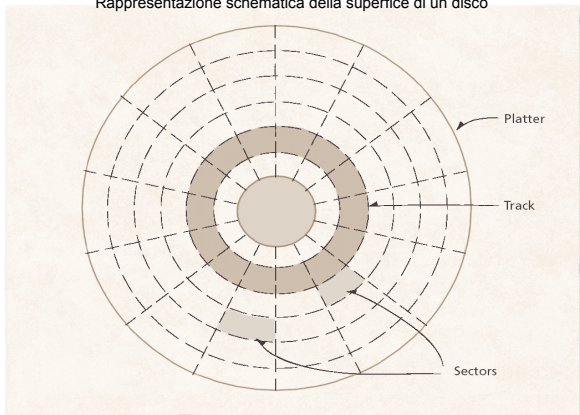 Rappresentazione schematica della superfice di un disco
Platter
Track
Sectors